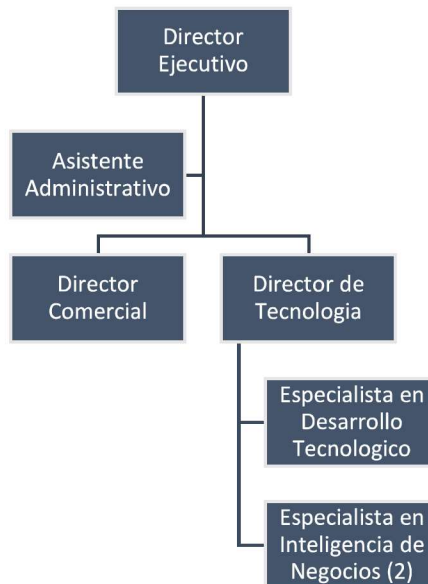 Director
Ejecutivo
Asistente
Administrativo
Director
Comercial
Director de
Tecnologia
Especialista en
Desarrollo
Tecnologico
Especialista en
Inteligencia de
Negocios (2)